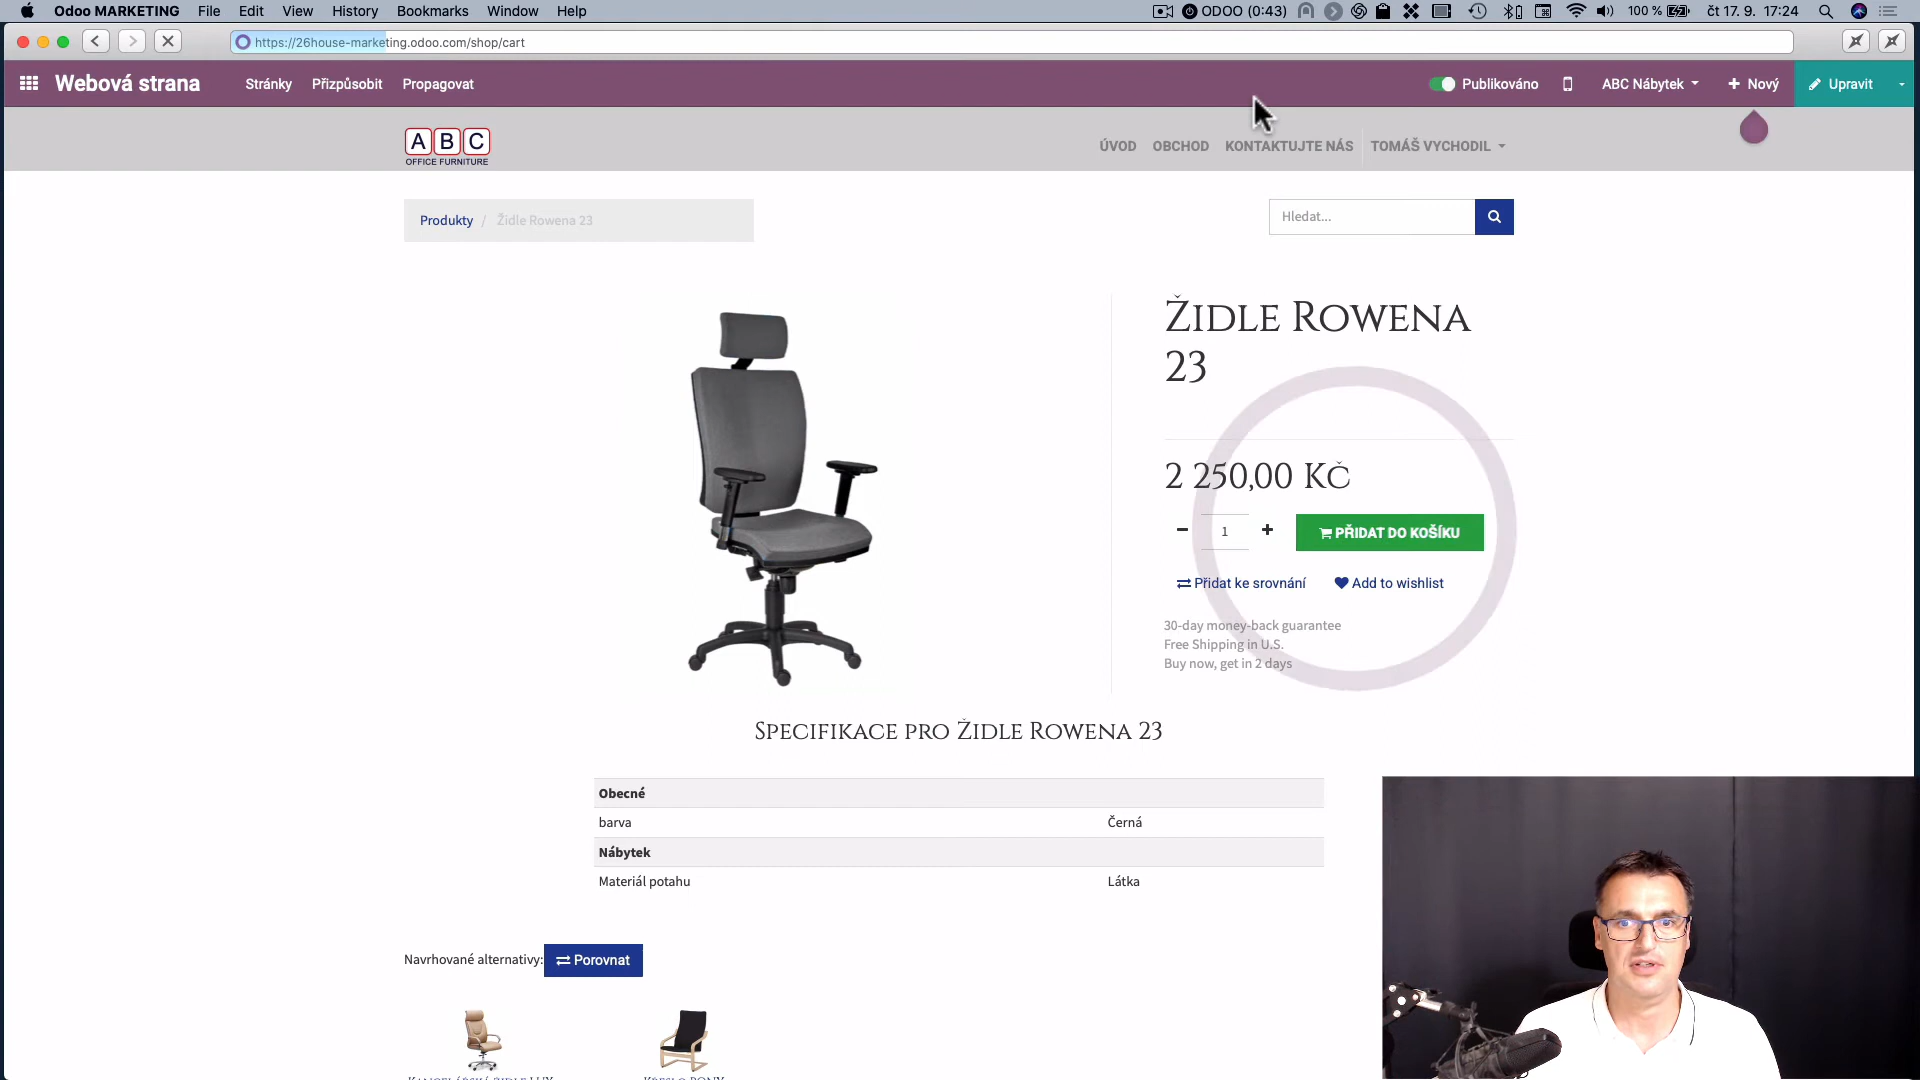 Odoo MARKETING File Edit View History Bookmarks Window Help ODOO (0:43) 100 % čt 17. 9. 17:24
https://26house-marketing.odoo.com/shop/cart
Webová strana Stránky Přizpůsobit Propagovat Publikováno ABC Nábytek + Nový Upravit
ABC
OFFICE FURNITURE
ÚVOD OBCHOD KONTAKTUJTE NÁS TOMÁŠ VYCHODIL
Produkty / Židle Rowena 23
Hledat...
Židle Rowena
23
2 250,00 Kč
− 1 + PŘIDAT DO KOŠÍKU
Přidat ke srovnání Add to wishlist
30-day money-back guarantee
Free Shipping in U.S.
Buy now, get in 2 days
Specifikace pro Židle Rowena 23
Obecné
barva Černá
Nábytek
Materiál potahu Látka
Navrhované alternativy: Porovnat